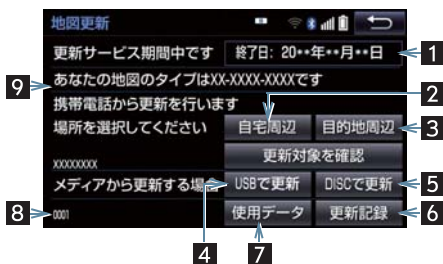 地図更新
更新サービス期間中です 終了日: 20**年**月**日
1
あなたの地図のタイプはXX-XXXX-XXXXです
9
携帯電話から更新を行います
2
場所を選択してください 自宅周辺 目的地周辺
3
更新対象を確認
XXXXXXXX
メディアから更新する場合 USBで更新 DISCで更新
5
0001 使用データ 更新記録
8
6
4
7